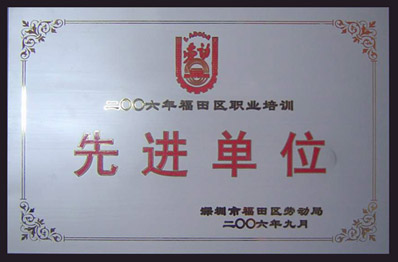 二〇〇六年福田区职业培训
先进单位
深圳市福田区劳动局
二〇〇六年九月